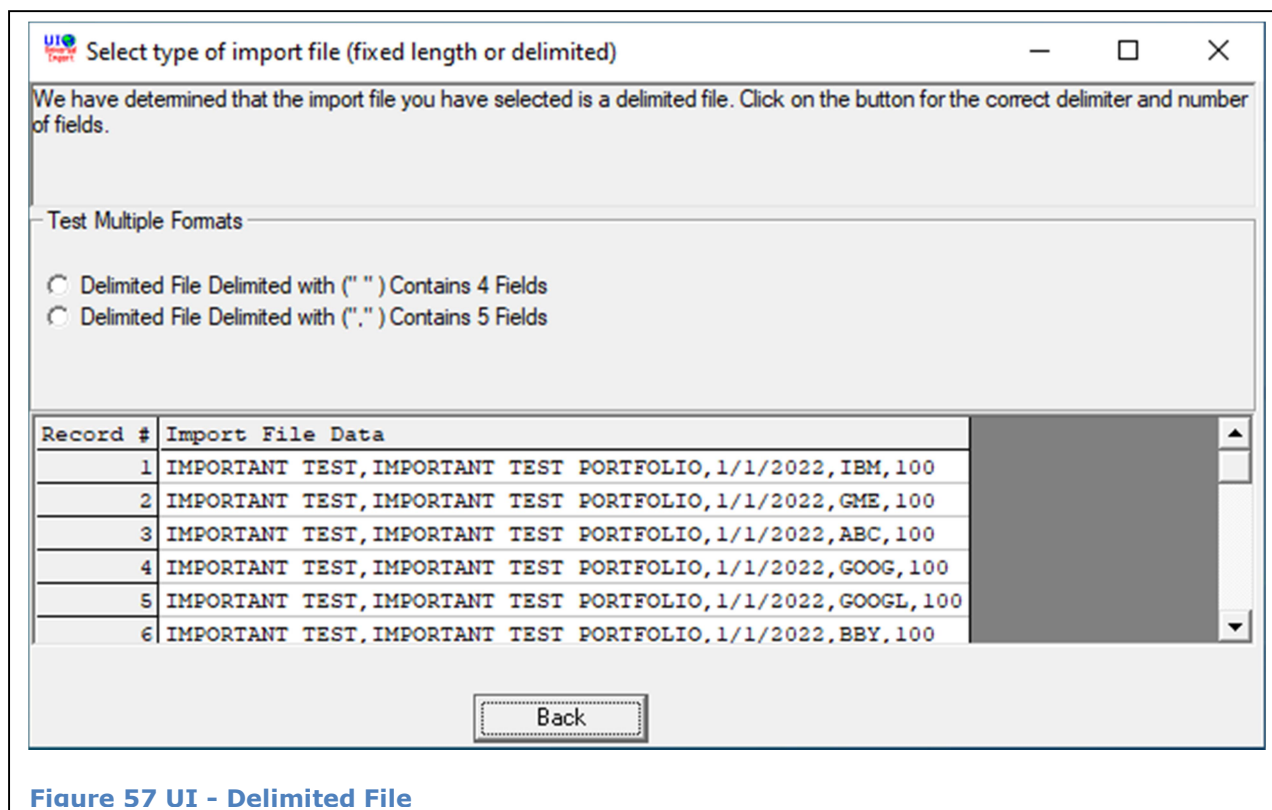 UI
Universal
Import
Select type of import file (fixed length or delimited)
We have determined that the import file you have selected is a delimited file. Click on the button for the correct delimiter and number
of fields.
Test Multiple Formats
Delimited File Delimited with (" " ) Contains 4 Fields
Delimited File Delimited with ("," ) Contains 5 Fields
Record # Import File Data
1 IMPORTANT TEST,IMPORTANT TEST PORTFOLIO,1/1/2022,IBM,100
2 IMPORTANT TEST,IMPORTANT TEST PORTFOLIO,1/1/2022,GME,100
3 IMPORTANT TEST,IMPORTANT TEST PORTFOLIO,1/1/2022,ABC,100
4 IMPORTANT TEST,IMPORTANT TEST PORTFOLIO,1/1/2022,GOOG,100
5 IMPORTANT TEST,IMPORTANT TEST PORTFOLIO,1/1/2022,GOOGL,100
6 IMPORTANT TEST,IMPORTANT TEST PORTFOLIO,1/1/2022,BBY,100
Back
Figure 57 UI - Delimited File